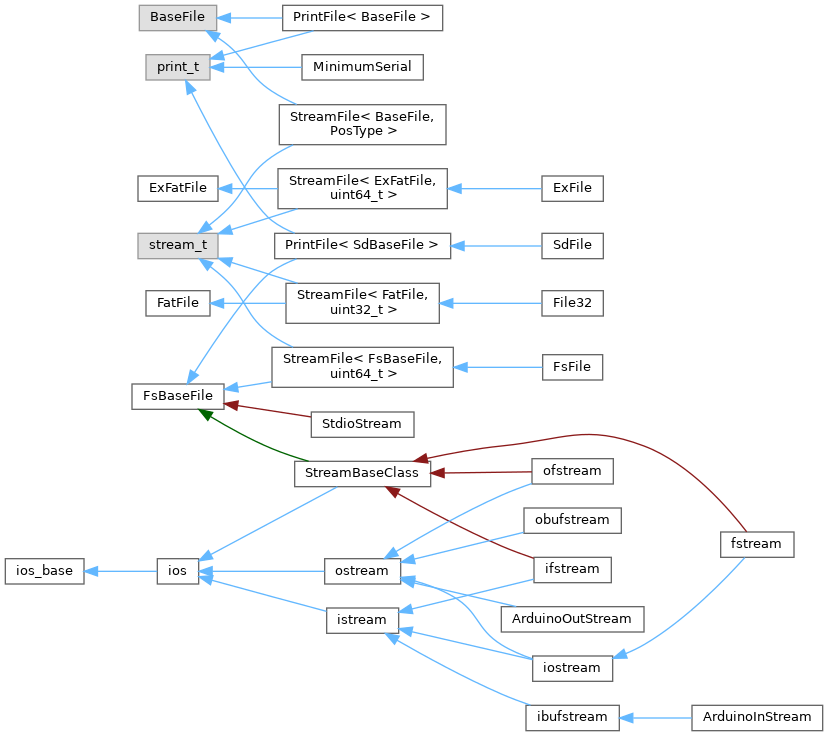 BaseFile
PrintFile< BaseFile >
print_t
MinimumSerial
StreamFile< BaseFile,
PosType >
ExFatFile
StreamFile< ExFatFile,
uint64_t >
ExFile
stream_t
PrintFile< SdBaseFile >
SdFile
FatFile
StreamFile< FatFile,
uint32_t >
File32
StreamFile< FsBaseFile,
uint64_t >
FsFile
FsBaseFile
StdioStream
StreamBaseClass
ofstream
obufstream
fstream
ios_base
ios
ostream
ifstream
istream
ArduinoOutStream
iostream
ibufstream
ArduinoInStream